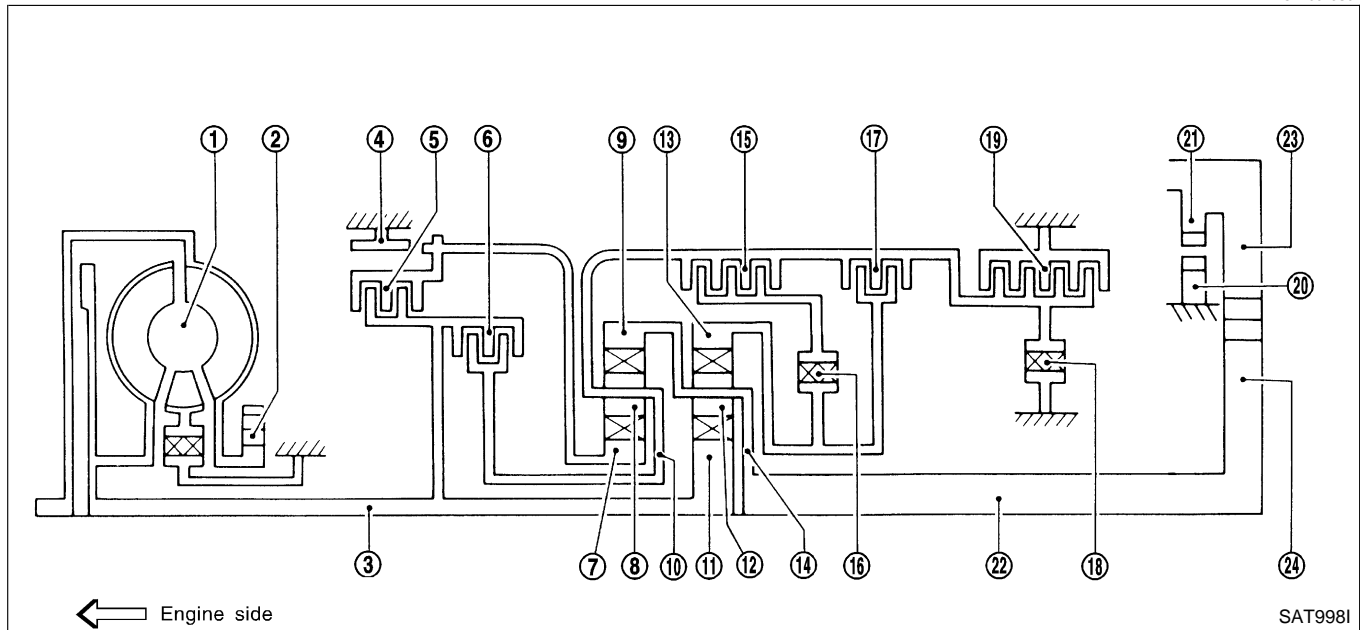 ① ② ④ ⑤ ⑥ ⑨ ⑬ ⑮ ⑰ ⑲ ㉑ ㉓
⑳
③ ⑦ ⑧ ⑩ ⑪ ⑫ ⑭ ⑯ ㉒ ⑱ ㉔
Engine side
SAT998I